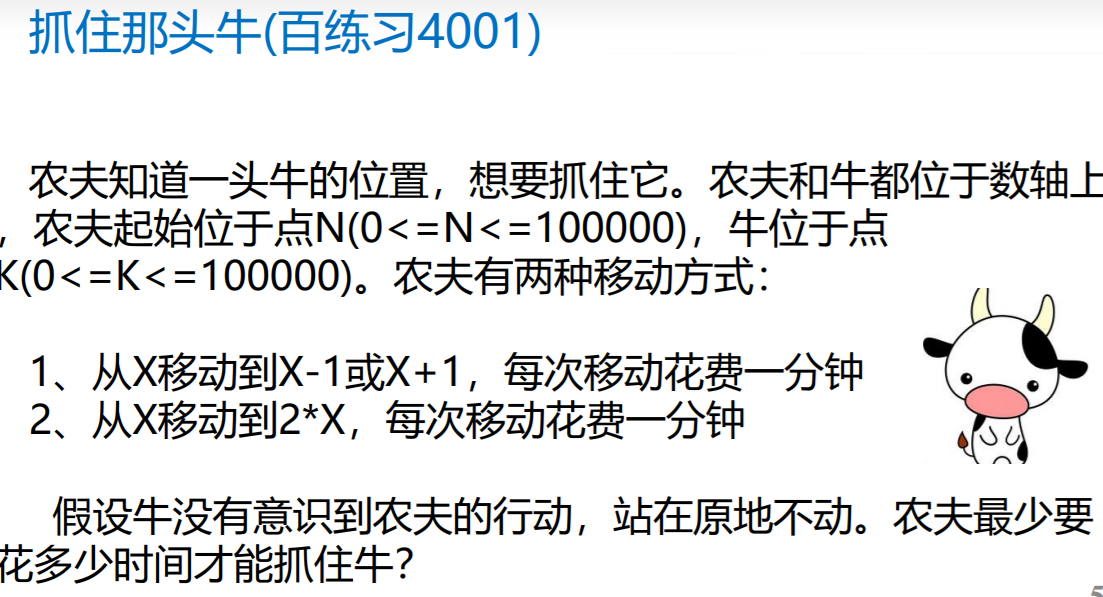 抓住那头牛(百练习4001)
农夫知道一头牛的位置，想要抓住它。农夫和牛都位于数轴上
，农夫起始位于点N(0<=N<=100000)，牛位于点
K(0<=K<=100000)。农夫有两种移动方式：
1、从X移动到X-1或X+1，每次移动花费一分钟
2、从X移动到2*X，每次移动花费一分钟
假设牛没有意识到农夫的行动，站在原地不动。农夫最少要
花多少时间才能抓住牛？
5